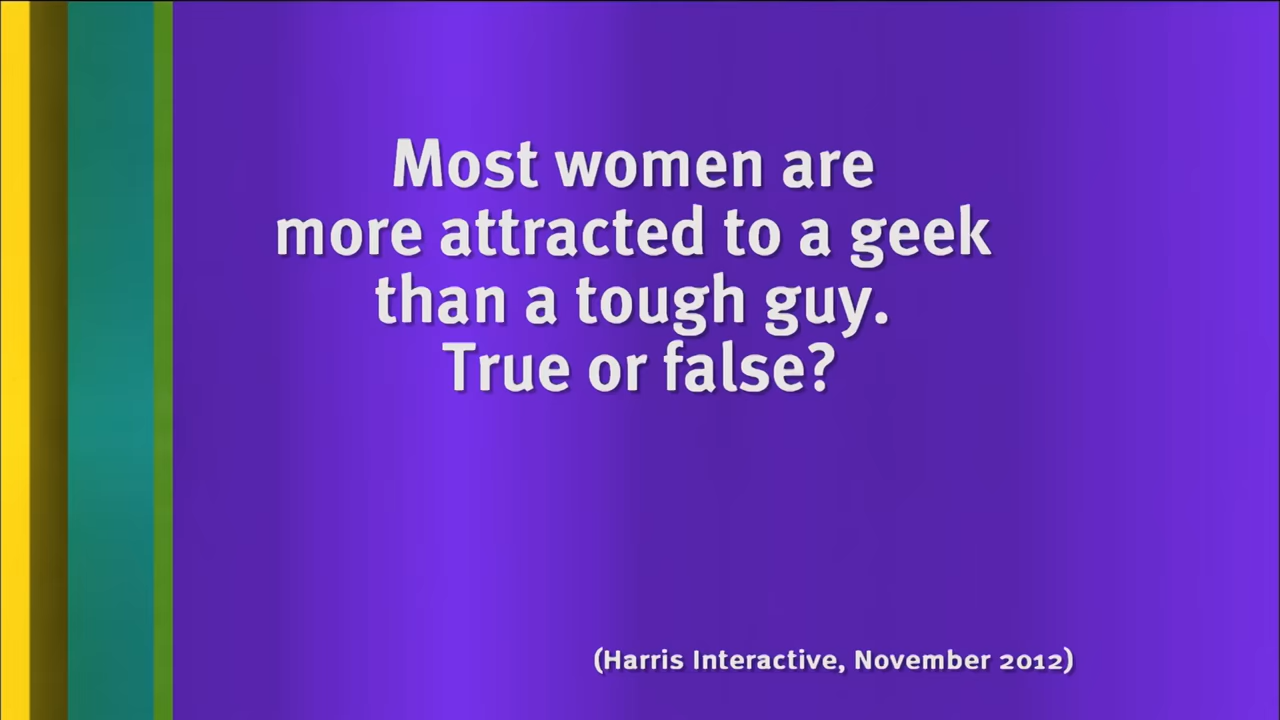 Most women are
more attracted to a geek
than a tough guy.
True or false?
(Harris Interactive, November 2012)